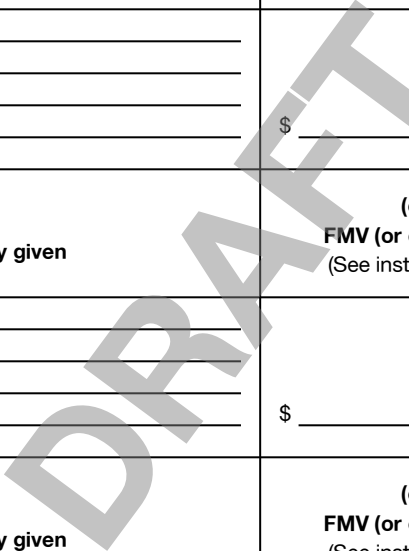 $
(
FMV (or
y given
(See inst
$
(
FMV (or
y given
(See inst
DRAFT